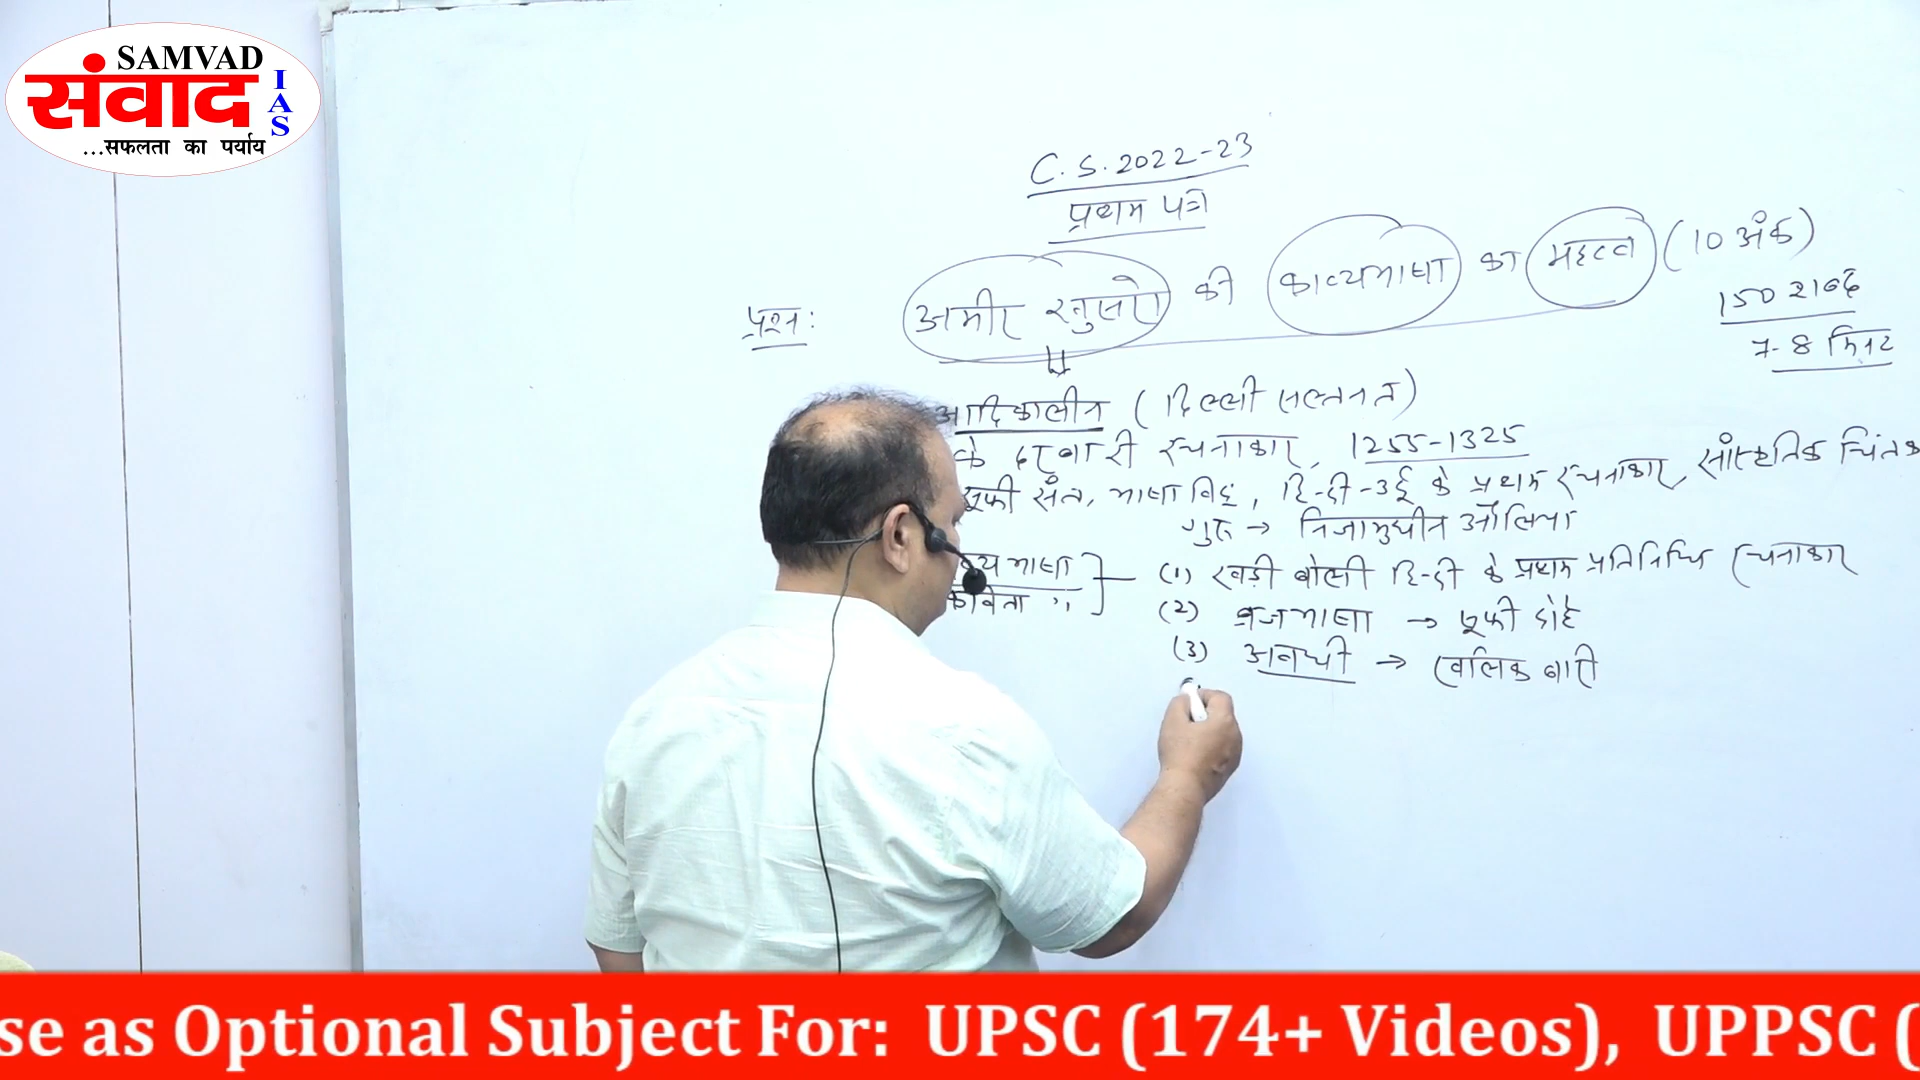 SAMVAD
संवाद
IAS
...सफलता का पर्याय
C.S. 2022-23
प्रथम पत्र
प्रश्न: अमीर खुसरो की काव्यभाषा का महत्व (10 अंक)
150 शब्द
7-8 मिनट
आदिकालीन (दिल्ली सल्तनत)
के दरबारी रचनाकार, 1255-1325
सूफी संत, भाषाविद्, हिन्दी-उर्दू के प्रथम रचनाकार, सांस्कृतिक चिंतक
गुरु → निजामुद्दीन औलिया
भाषा
कविता ,,
(1) खड़ी बोली हिन्दी के प्रथम प्रतिनिधि रचनाकार
(2) ब्रजभाषा → सूफी दोहे
(3) अवधी → खालिक बारी
se as Optional Subject For: UPSC (174+ Videos), UPPSC (